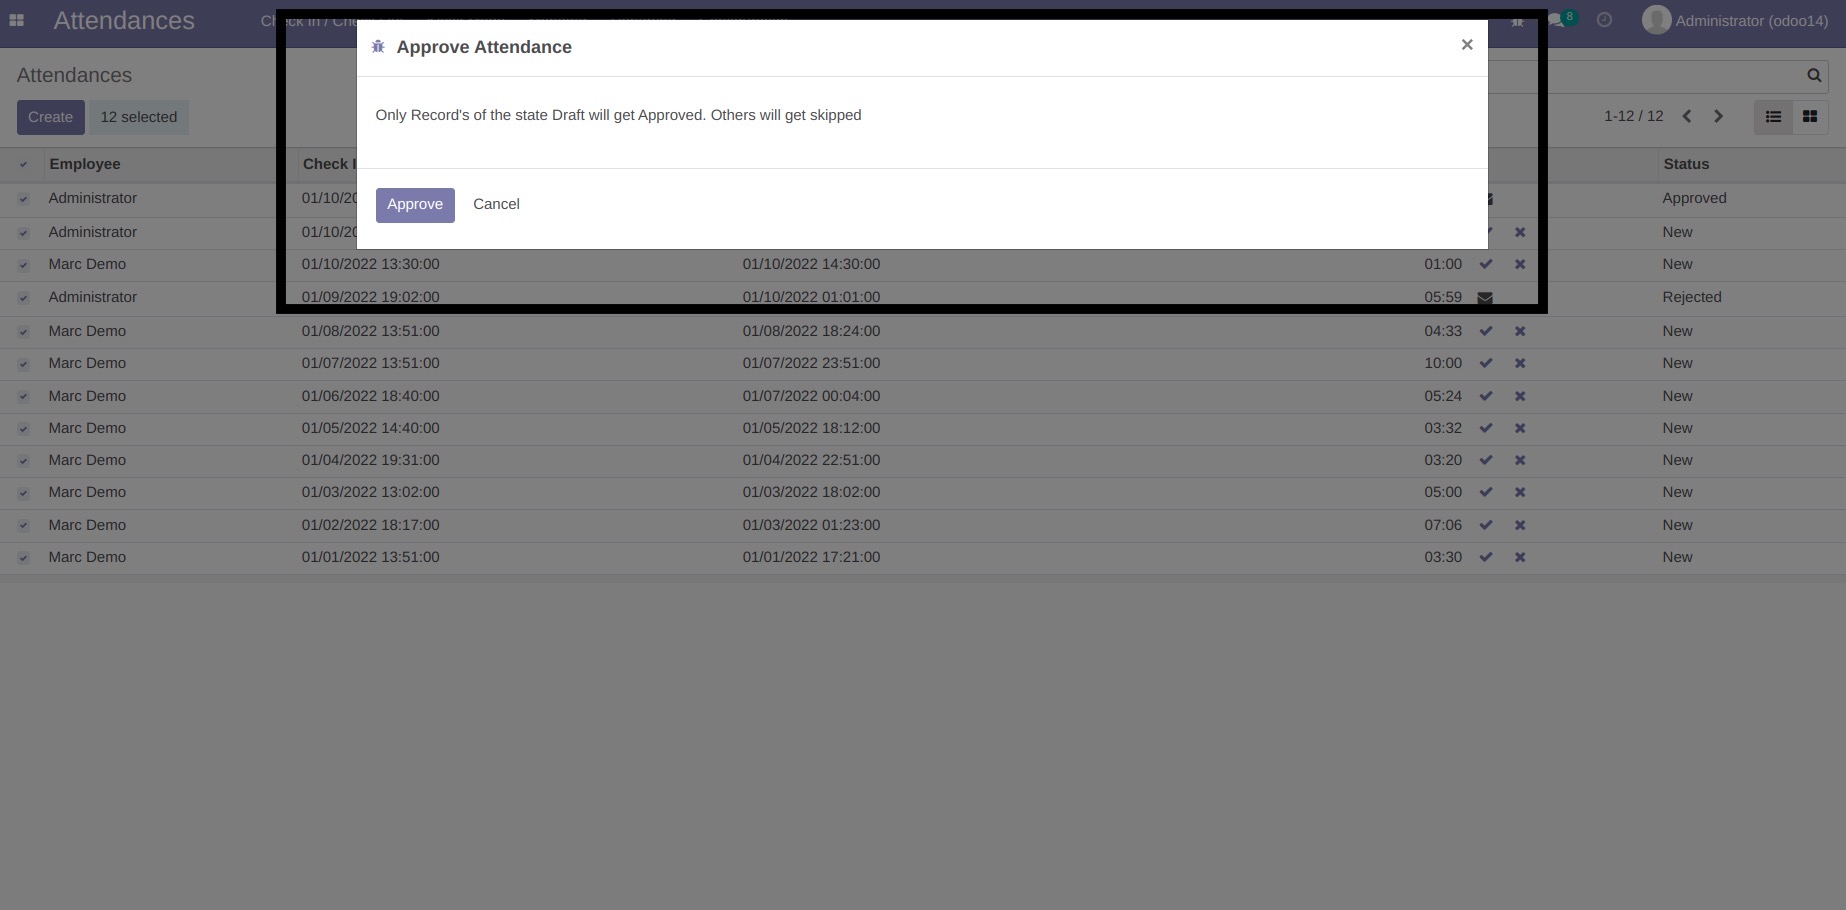 Attendances
Check In / Che
8
Administrator (odoo14)
Approve Attendance
Attendances
Create
12 selected
Only Record's of the state Draft will get Approved. Others will get skipped
1-12 / 12
Employee Check I Status
Administrator 01/10/20 Approved
Administrator 01/10/20 New
Approve Cancel
Marc Demo 01/10/2022 13:30:00 01/10/2022 14:30:00 01:00 New
Administrator 01/09/2022 19:02:00 01/10/2022 01:01:00 05:59 Rejected
Marc Demo 01/08/2022 13:51:00 01/08/2022 18:24:00 04:33 New
Marc Demo 01/07/2022 13:51:00 01/07/2022 23:51:00 10:00 New
Marc Demo 01/06/2022 18:40:00 01/07/2022 00:04:00 05:24 New
Marc Demo 01/05/2022 14:40:00 01/05/2022 18:12:00 03:32 New
Marc Demo 01/04/2022 19:31:00 01/04/2022 22:51:00 03:20 New
Marc Demo 01/03/2022 13:02:00 01/03/2022 18:02:00 05:00 New
Marc Demo 01/02/2022 18:17:00 01/03/2022 01:23:00 07:06 New
Marc Demo 01/01/2022 13:51:00 01/01/2022 17:21:00 03:30 New